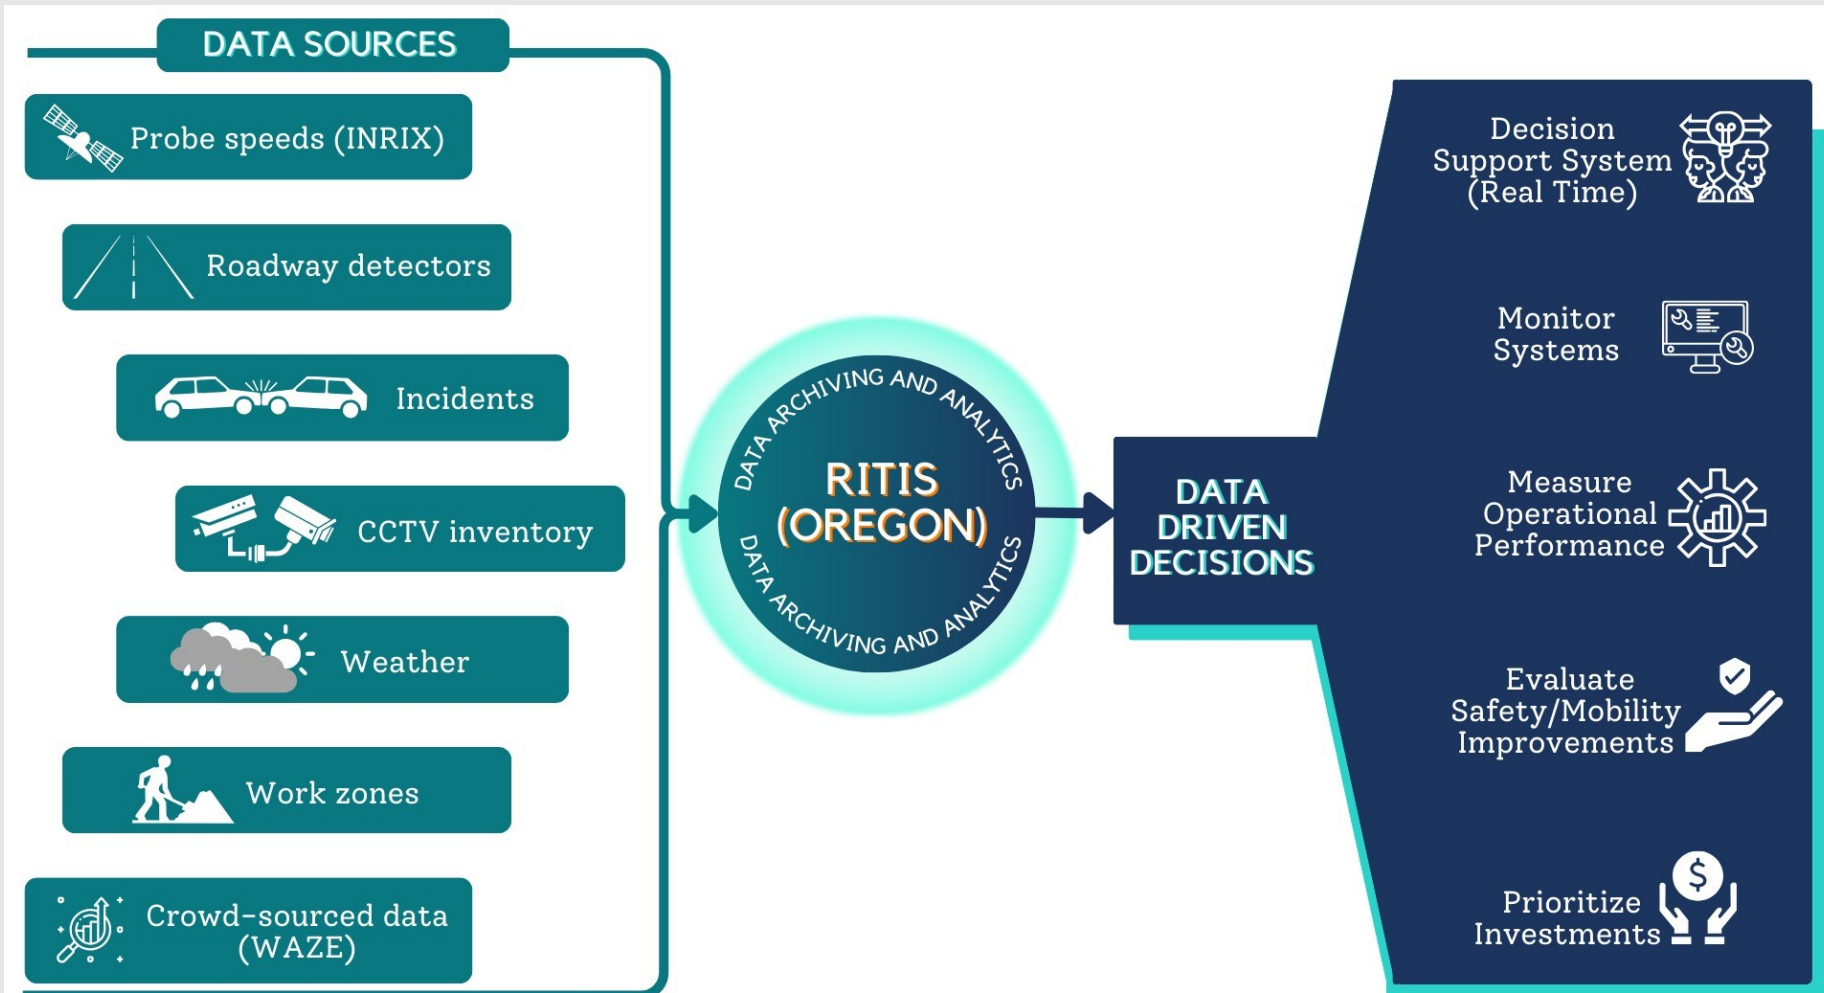 DATA SOURCES
Probe speeds (INRIX)
Roadway detectors
Incidents
CCTV inventory
Weather
Work zones
Crowd-sourced data
(WAZE)
DATA ARCHIVING AND ANALYTICS
RITIS
(OREGON)
DATA ARCHIVING AND ANALYTICS
DATA
DRIVEN
DECISIONS
Decision
Support System
(Real Time)
Monitor
Systems
Measure
Operational
Performance
Evaluate
Safety/Mobility
Improvements
$
Prioritize
Investments